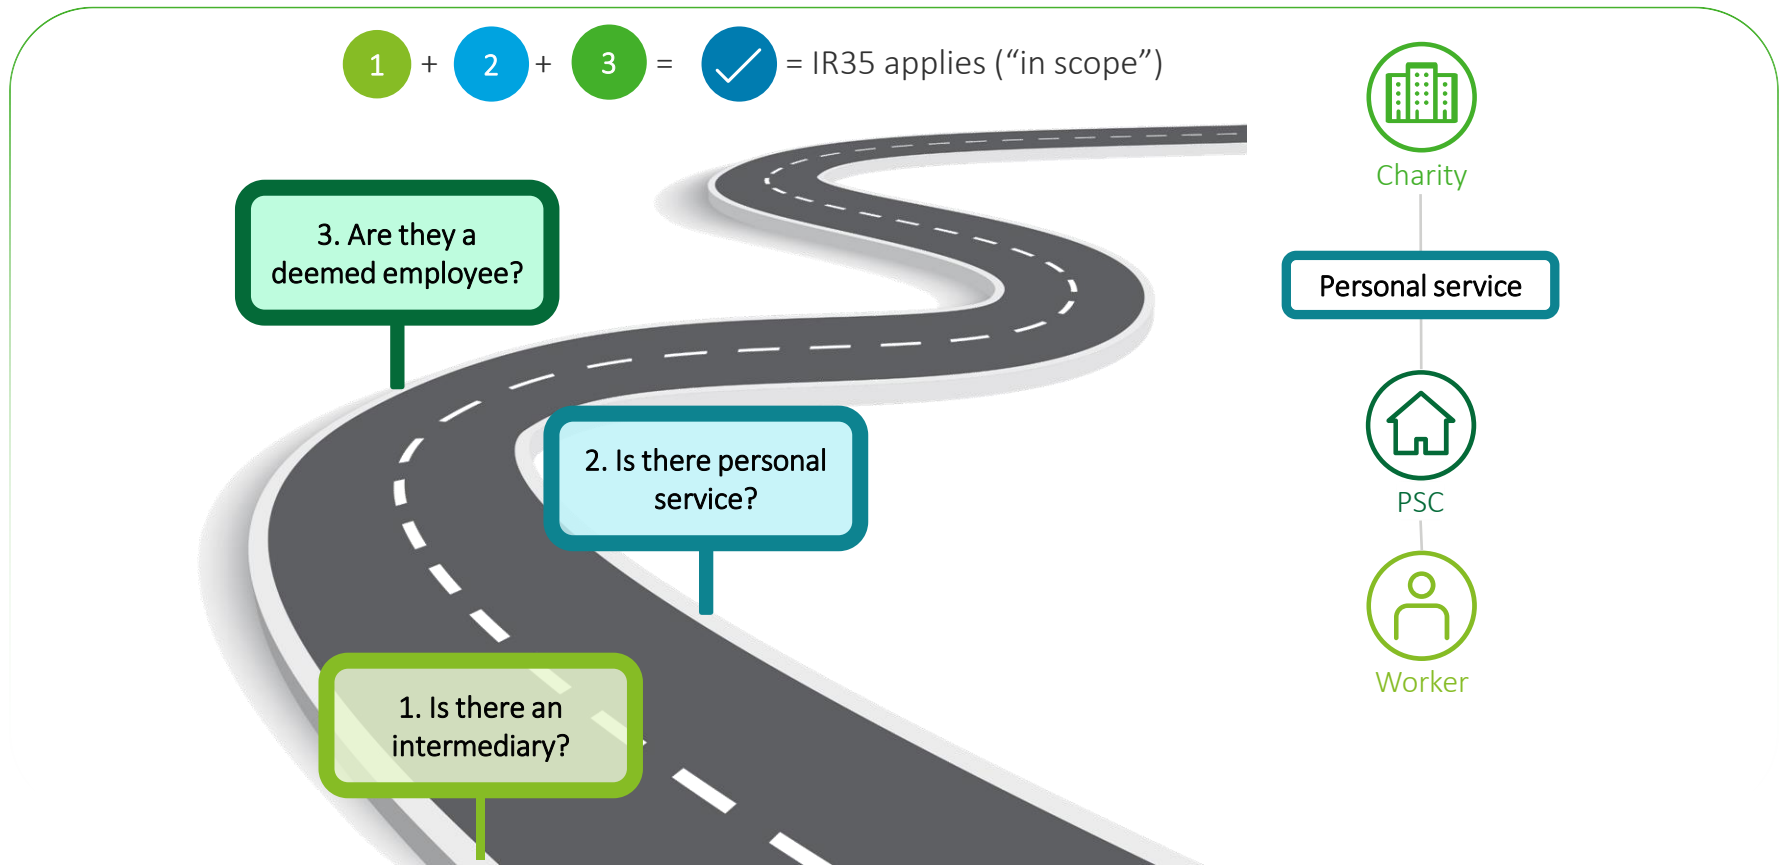 1 + 2 + 3 = = IR35 applies (“in scope”)
3. Are they a
deemed employee?
2. Is there personal
service?
1. Is there an
intermediary?
Charity
Personal service
PSC
Worker